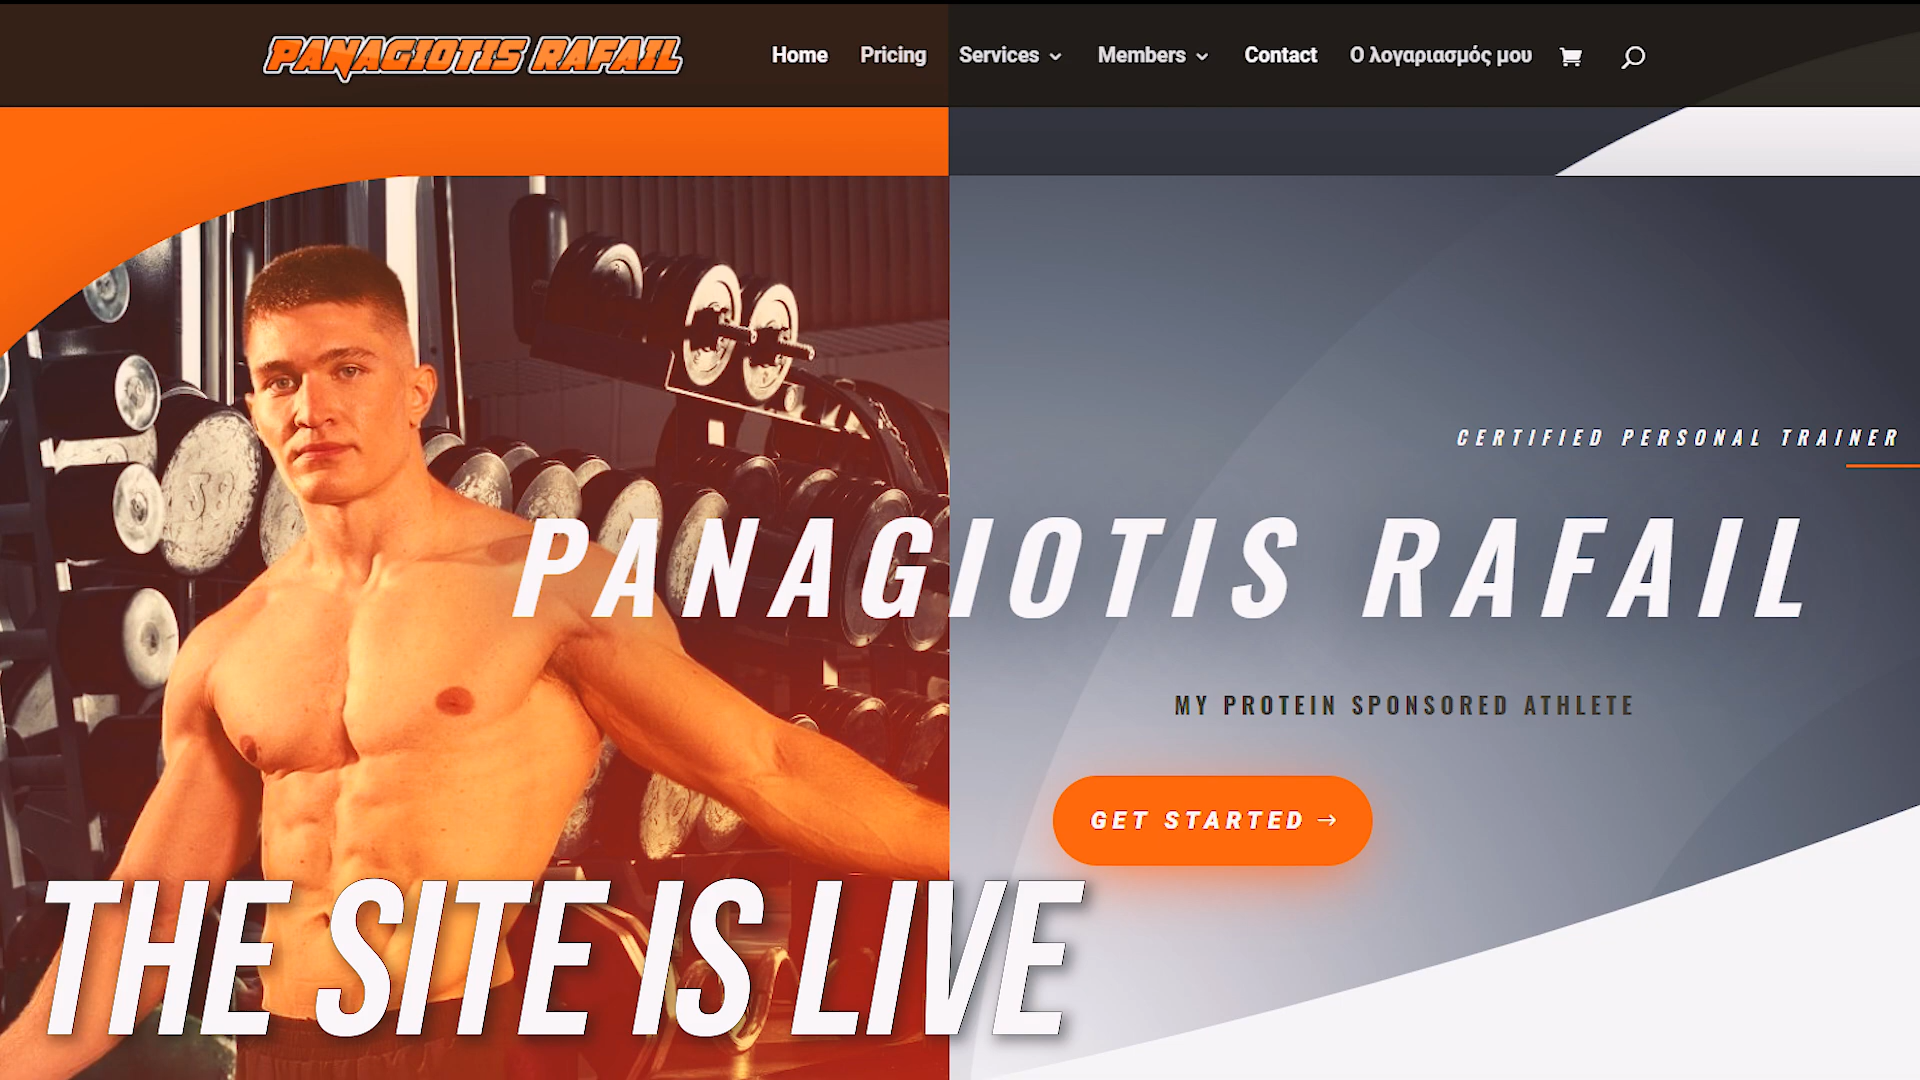 PANAGIOTIS RAFAIL
Home Pricing Services Members Contact Ο λογαριασμός μου
CERTIFIED PERSONAL TRAINER
PANAGIOTIS RAFAIL
MY PROTEIN SPONSORED ATHLETE
GET STARTED →
THE SITE IS LIVE